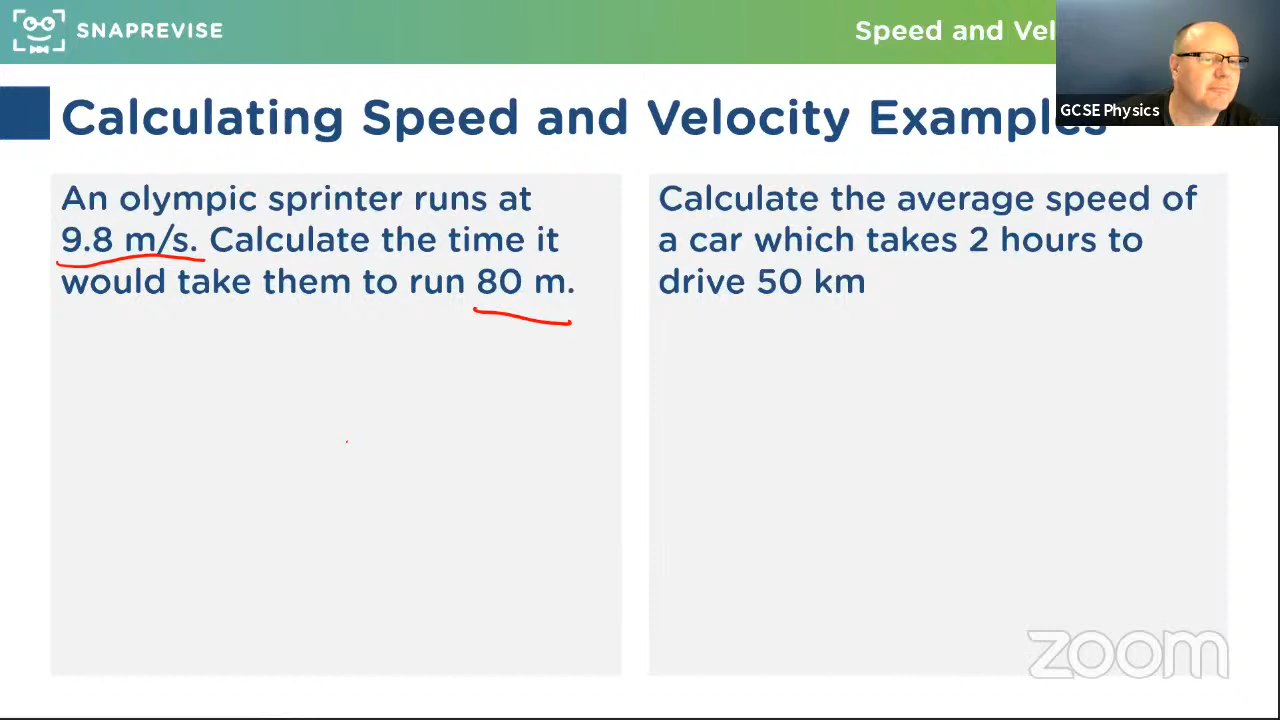 SNAPREVISE
Speed and Vel
GCSE Physics
Calculating Speed and Velocity Examples
An olympic sprinter runs at
9.8 m/s. Calculate the time it
would take them to run 80 m.
Calculate the average speed of
a car which takes 2 hours to
drive 50 km
zoom